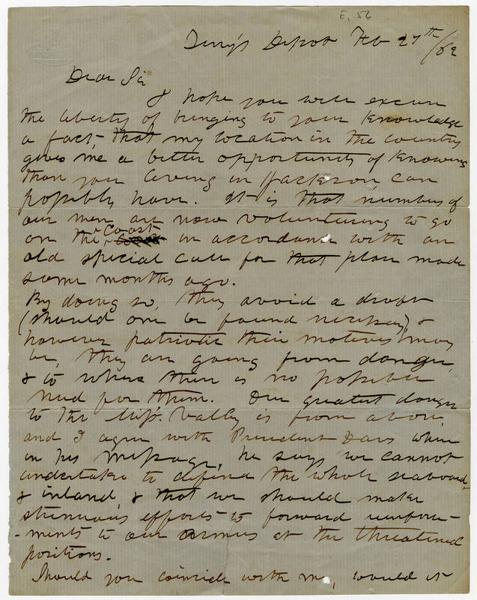 E, 56
Terry's Depot Feb 27th/62
Dear Sir
I hope you will excuse
the liberty of bringing to your knowledge
a fact, that my location in the country
gives me a better opportunity of knowing
than you living in Jackson, can
possibly have. It is that numbers of
our men are now volunteering to go
on the Coast in accordance with an
old special call for that plan made
some months ago.
By doing so, they avoid a draft
(should one be found necessary) &
however patriotic their motives may
be, they are going from danger
& to where there is no possible
need for them. Our greatest danger
to the Miss. Vally is from above,
and I agree with President Davis when
in his message, he says we cannot
undertake to defend the whole seaboard
& inland & that we should make
strenuous efforts to forward reinforce-
-ments to our armies at the threatened
positions.
Should you coincide with me, would it